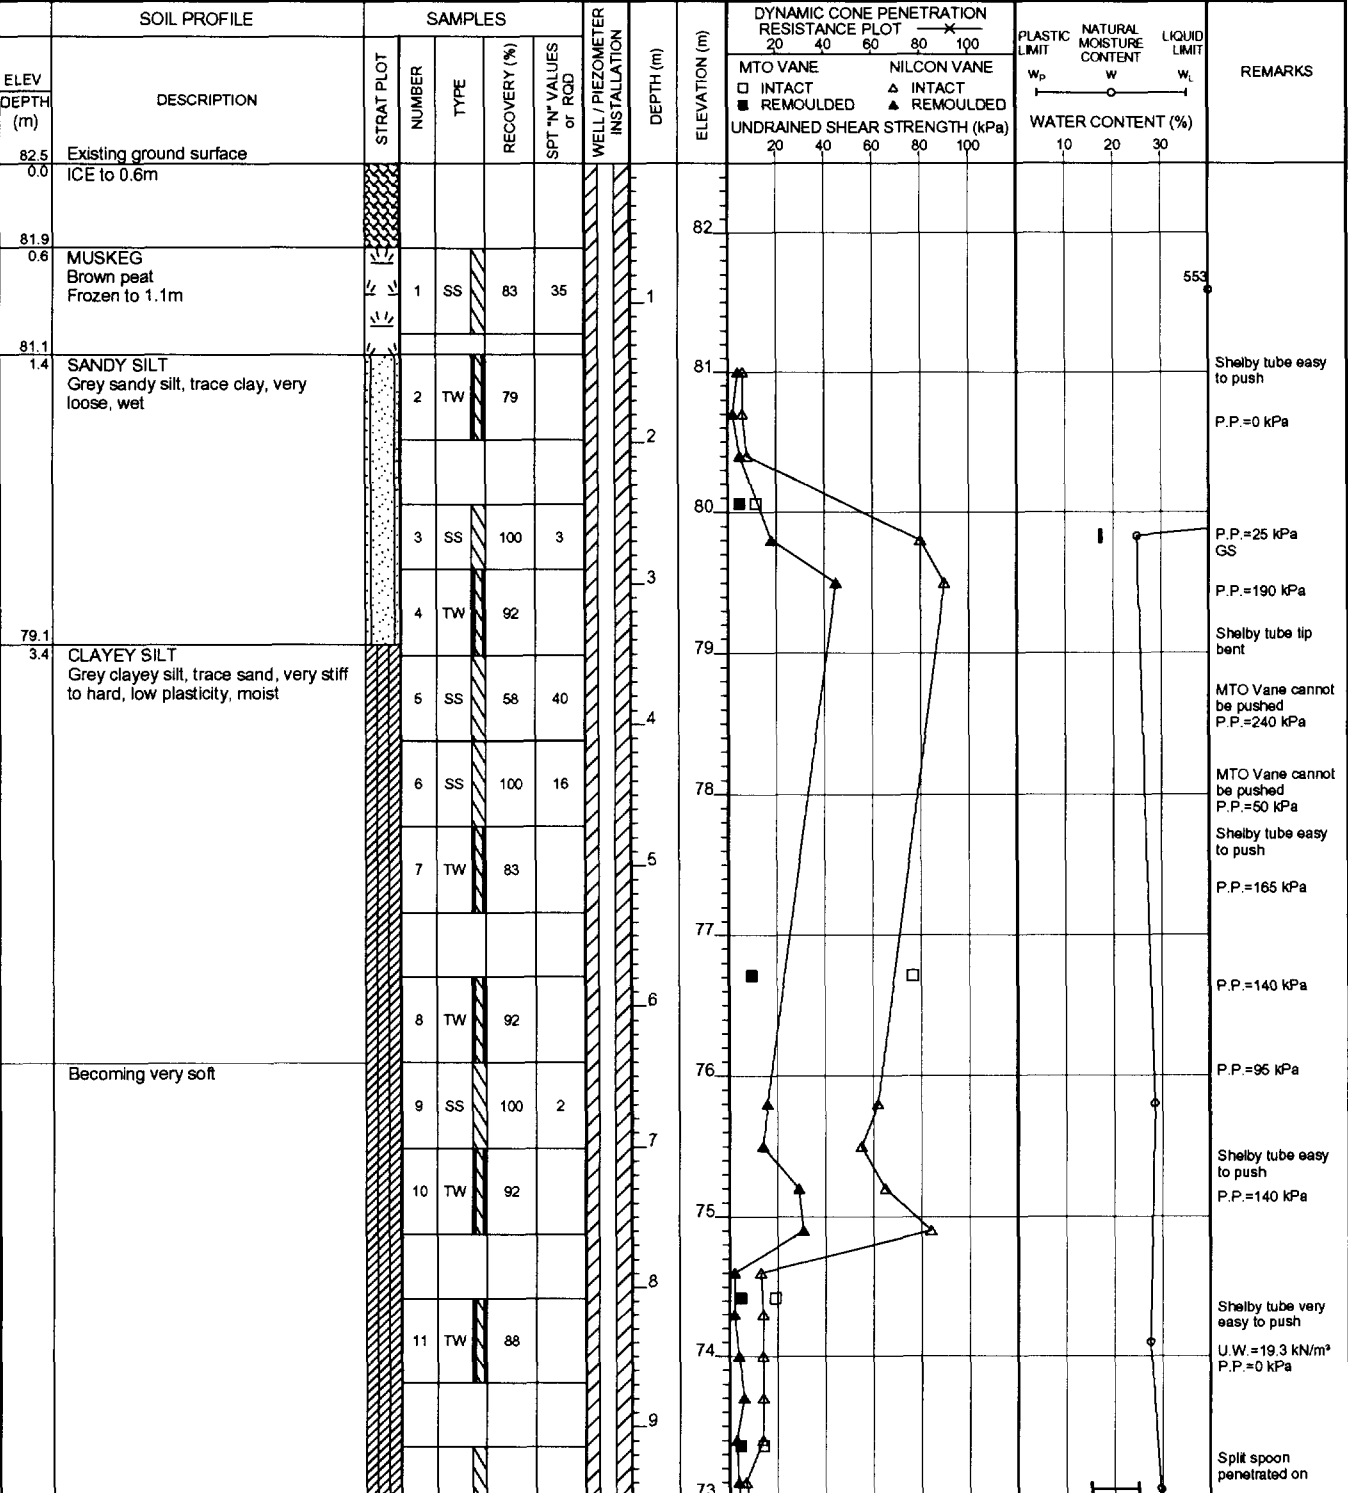 SOIL PROFILE
SAMPLES
ELEV
DEPTH
(m)
DESCRIPTION
STRAT PLOT
NUMBER
TYPE
RECOVERY (%)
SPT "N" VALUES
or RQD
WELL / PIEZOMETER
INSTALLATION
DEPTH (m)
ELEVATION (m)
DYNAMIC CONE PENETRATION
RESISTANCE PLOT
20 40 60 80 100
MTO VANE NILCON VANE
INTACT INTACT
REMOULDED REMOULDED
UNDRAINED SHEAR STRENGTH (kPa)
20 40 60 80 100
PLASTIC
LIMIT
NATURAL
MOISTURE
CONTENT
LIQUID
LIMIT
WP W WL
WATER CONTENT (%)
10 20 30
REMARKS
82.5 Existing ground surface
0.0 ICE to 0.6m
82
81.9
0.6 MUSKEG
Brown peat
Frozen to 1.1m
1 SS 83 35
1
553
81.1
1.4 SANDY SILT
Grey sandy silt, trace clay, very
loose, wet
2 TW 79
81
Shelby tube easy
to push
P.P.=0 kPa
2
80
3 SS 100 3
P.P.=25 kPa
GS
3
4 TW 92
P.P.=190 kPa
79.1
3.4 CLAYEY SILT
Grey clayey silt, trace sand, very stiff
to hard, low plasticity, moist
79
Shelby tube tip
bent
5 SS 58 40
4
MTO Vane cannot
be pushed
P.P.=240 kPa
6 SS 100 16
78
MTO Vane cannot
be pushed
P.P.=50 kPa
Shelby tube easy
to push
7 TW 83
5
P.P.=165 kPa
77
P.P.=140 kPa
6
8 TW 92
Becoming very soft
76
P.P.=95 kPa
9 SS 100 2
7
Shelby tube easy
to push
10 TW 92
P.P.=140 kPa
75
8
Shelby tube very
easy to push
11 TW 88
74
U.W.=19.3 kN/m³
P.P.=0 kPa
9
Split spoon
penetrated on
73